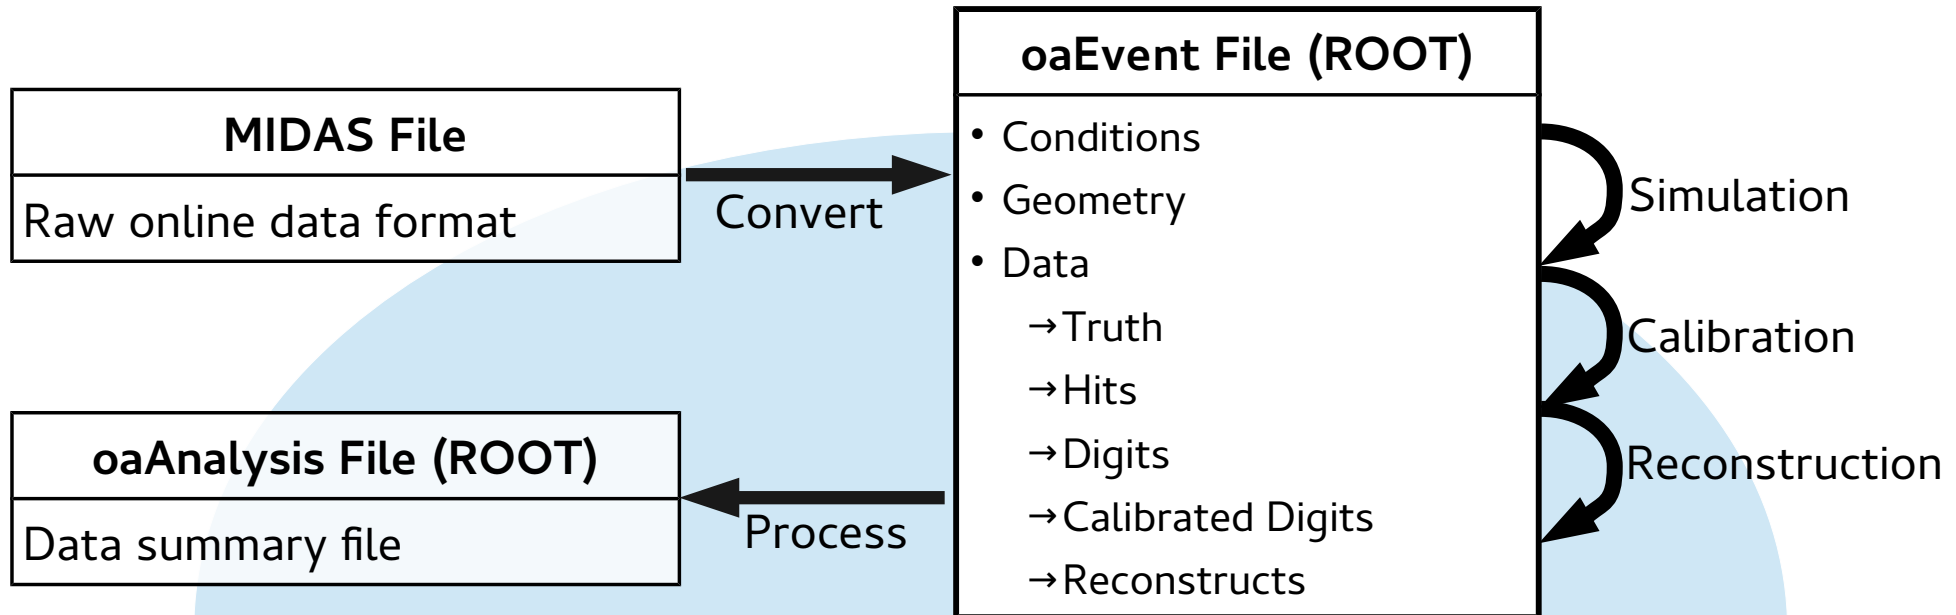 MIDAS File
Raw online data format
Convert
oaEvent File (ROOT)
• Conditions
• Geometry
• Data
→Truth
→Hits
→Digits
→Calibrated Digits
→Reconstructs
Simulation
Calibration
Reconstruction
Process
oaAnalysis File (ROOT)
Data summary file